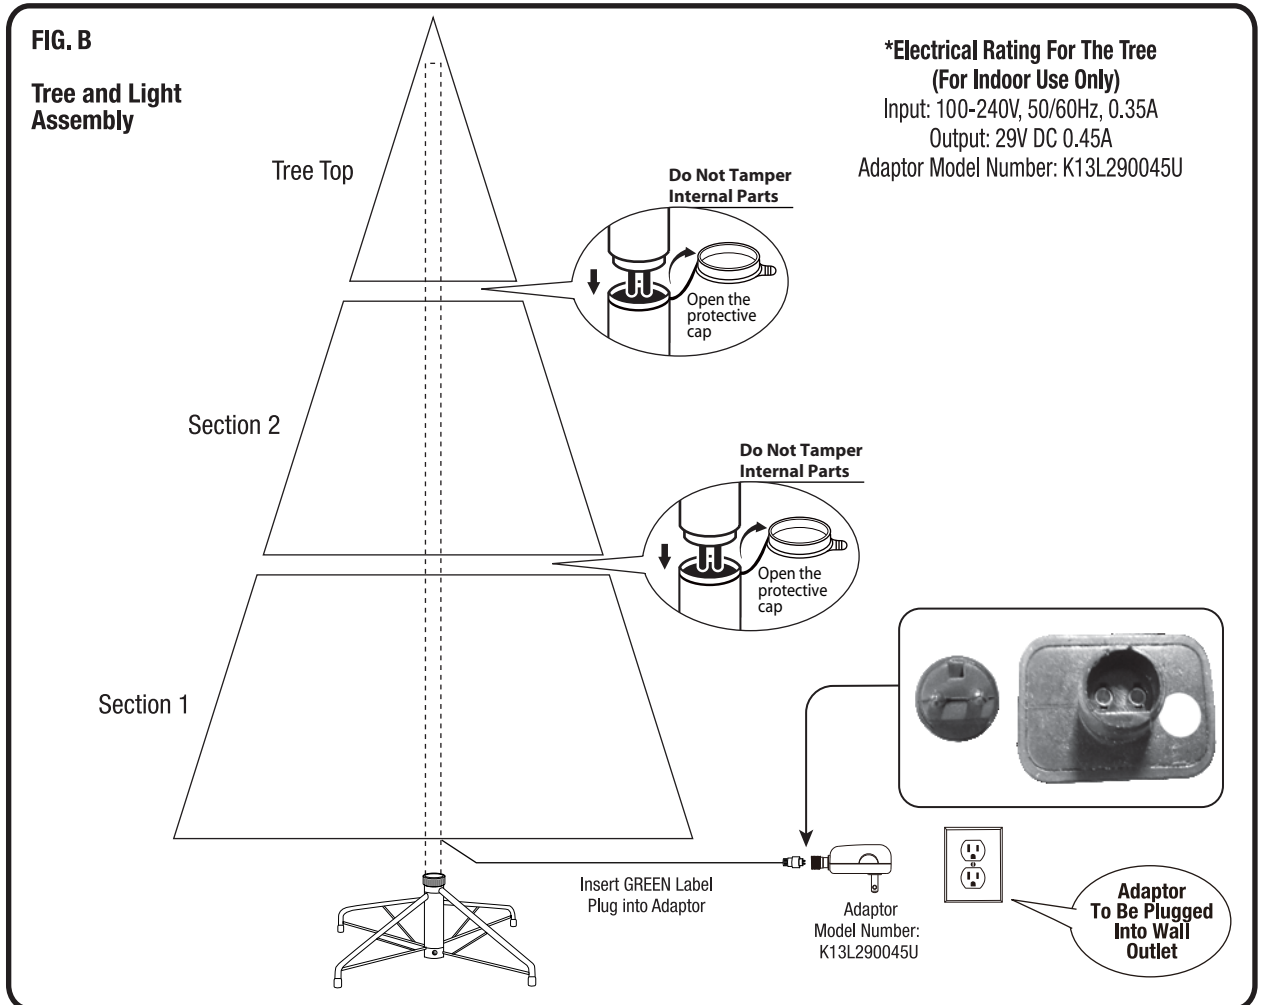 FIG. B
Tree and Light
Assembly
*Electrical Rating For The Tree
(For Indoor Use Only)
Input: 100-240V, 50/60Hz, 0.35A
Output: 29V DC 0.45A
Adaptor Model Number: K13L290045U
Tree Top
Do Not Tamper
Internal Parts
Open the
protective
cap
Section 2
Do Not Tamper
Internal Parts
Open the
protective
cap
Section 1
Insert GREEN Label
Plug into Adaptor
Adaptor
Model Number:
K13L290045U
Adaptor
To Be Plugged
Into Wall
Outlet